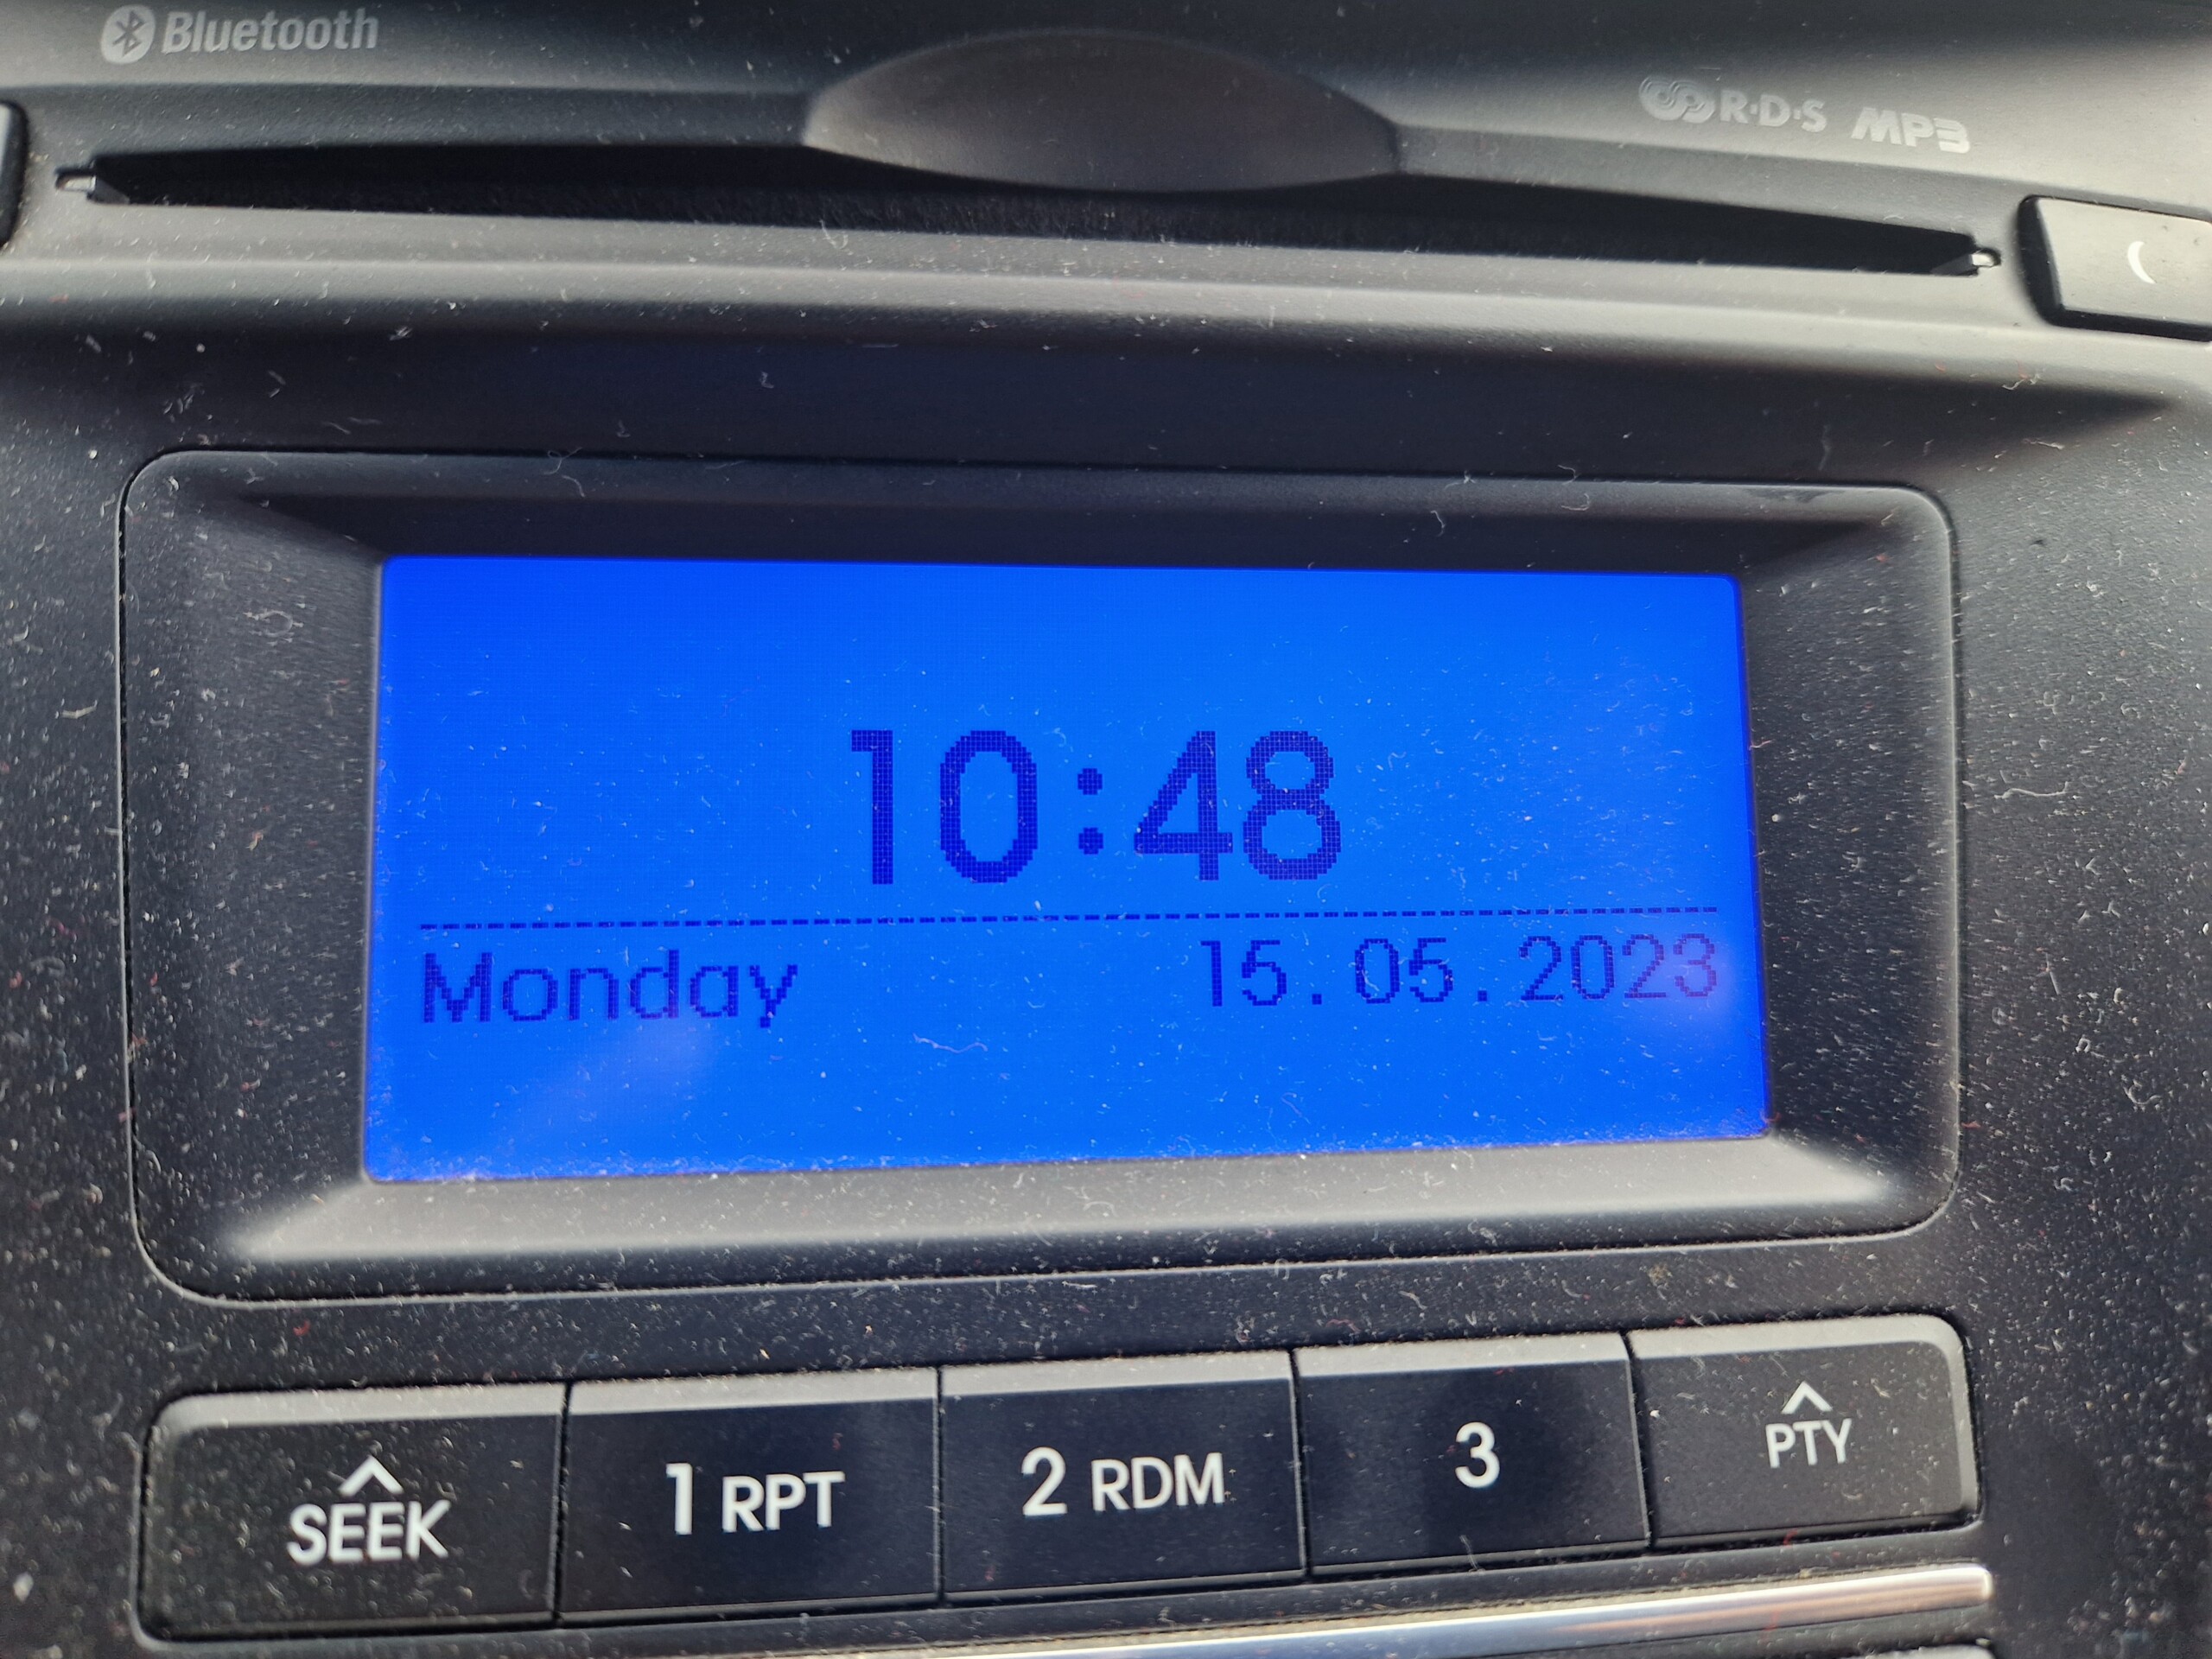 Bluetooth
R·D·S MP3
10:48
Monday 15.05.2023
SEEK 1 RPT 2 RDM 3 PTY